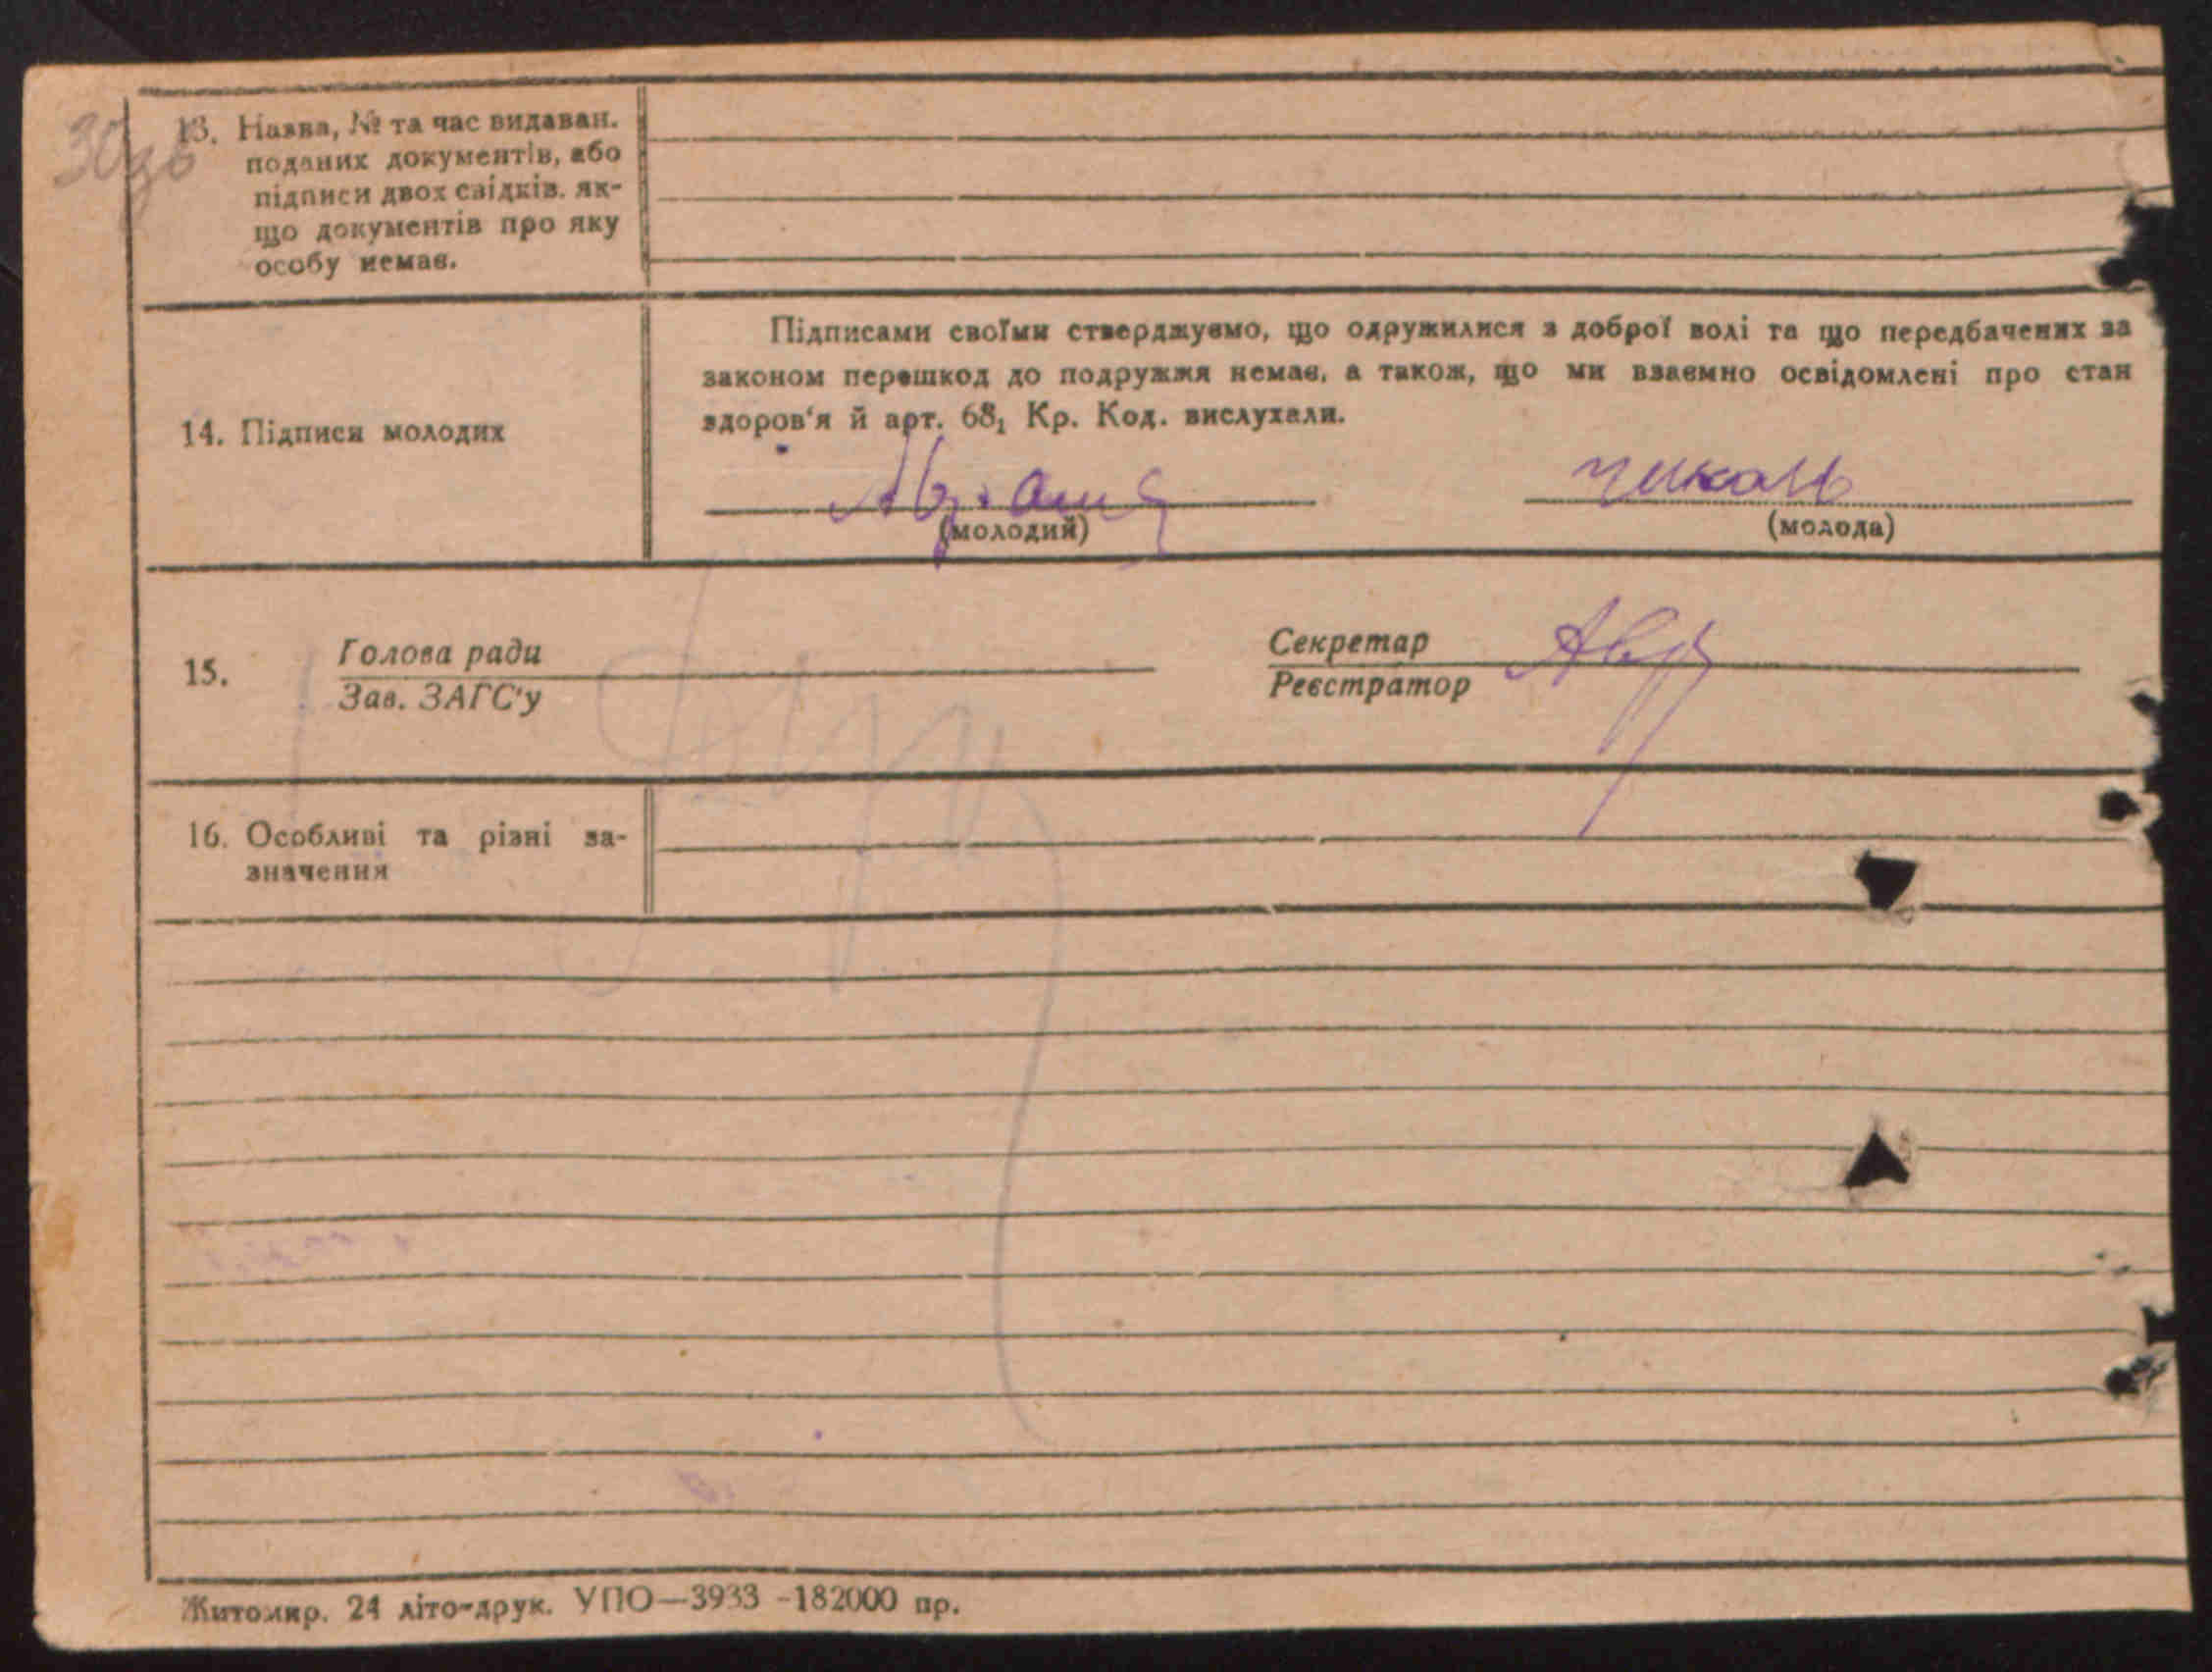 30зв
13. Назва, № та час видаван.
поданих документів, або
підписи двох свідків, як-
що документів про яку
особу немає.
Підписами своїми стверджуємо, що одружилися з доброї волі та що передбачених за
законом перешкод до подружжя немає, а також, що ми взаємно освідомлені про стан
здоров'я й арт. 68₁ Кр. Код. вислухали.
14. Підписи молодих
(молодий)
(молода)
15.
Голова ради
Зав. ЗАГС'у
Секретар
Реєстратор
16. Особливі та різні за-
значення
Житомир. 24 літо-друк. УПО—3933 -182000 пр.